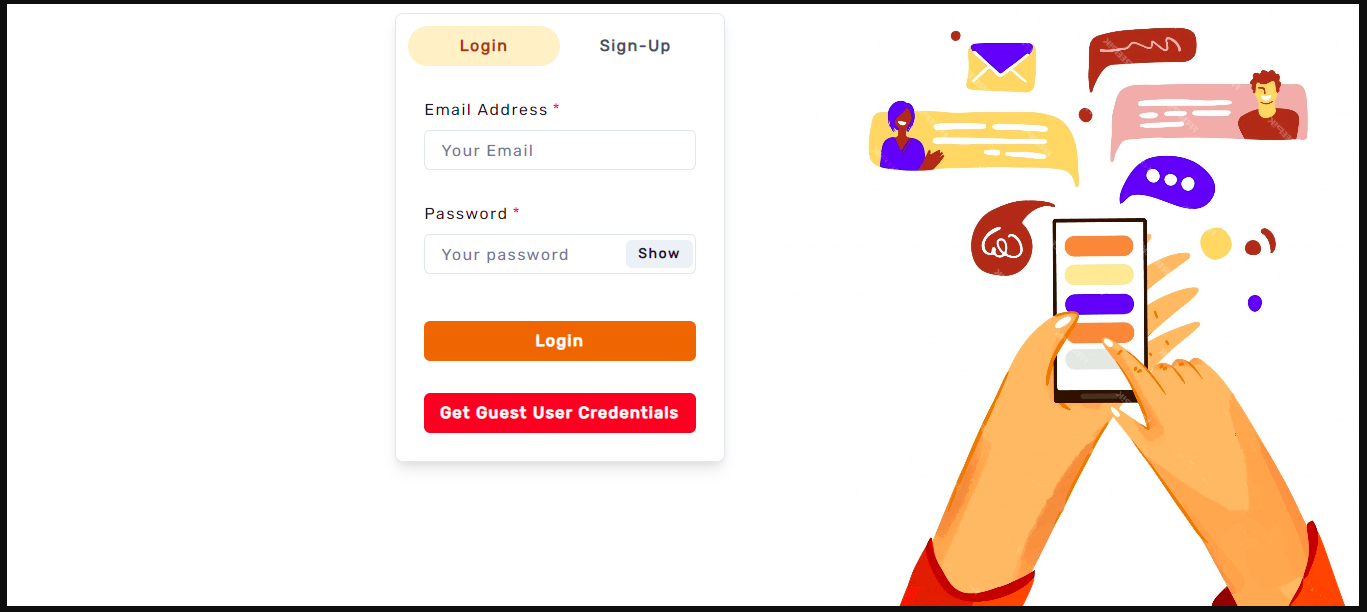 Login
Sign-Up
Email Address *
Your Email
Password *
Your password
Show
Login
Get Guest User Credentials